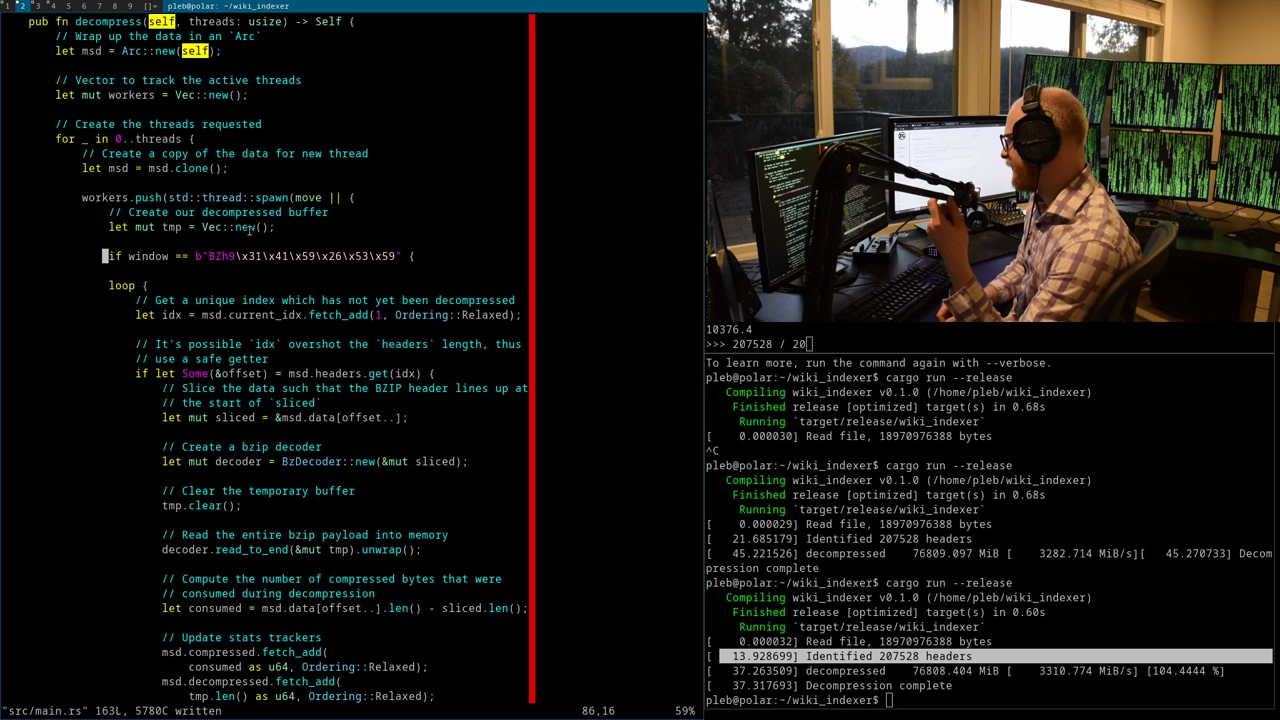 1 2 3 4 5 6 7 8 9 []= pleb@polar: ~/wiki_indexer
pub fn decompress(self, threads: usize) -> Self {
// Wrap up the data in an `Arc`
let msd = Arc::new(self);
// Vector to track the active threads
let mut workers = Vec::new();
// Create the threads requested
for _ in 0..threads {
// Create a copy of the data for new thread
let msd = msd.clone();
workers.push(std::thread::spawn(move || {
// Create our decompressed buffer
let mut tmp = Vec::new();
if window == b"BZh9\x31\x41\x59\x26\x53\x59" {
loop {
// Get a unique index which has not yet been decompressed
let idx = msd.current_idx.fetch_add(1, Ordering::Relaxed);
// It's possible `idx` overshot the `headers` length, thus
// use a safe getter
if let Some(&offset) = msd.headers.get(idx) {
// Slice the data such that the BZIP header lines up at
// the start of `sliced`
let mut sliced = &msd.data[offset..];
// Create a bzip decoder
let mut decoder = BzDecoder::new(&mut sliced);
// Clear the temporary buffer
tmp.clear();
// Read the entire bzip payload into memory
decoder.read_to_end(&mut tmp).unwrap();
// Compute the number of compressed bytes that were
// consumed during decompression
let consumed = msd.data[offset..].len() - sliced.len();
// Update stats trackers
msd.compressed.fetch_add(
consumed as u64, Ordering::Relaxed);
msd.decompressed.fetch_add(
tmp.len() as u64, Ordering::Relaxed);
"src/main.rs" 163L, 5780C written 86,16 59%
10376.4
>>> 207528 / 20
To learn more, run the command again with --verbose.
pleb@polar:~/wiki_indexer$ cargo run --release
Compiling wiki_indexer v0.1.0 (/home/pleb/wiki_indexer)
Finished release [optimized] target(s) in 0.68s
Running `target/release/wiki_indexer`
[ 0.000030] Read file, 18970976388 bytes
^C
pleb@polar:~/wiki_indexer$ cargo run --release
Compiling wiki_indexer v0.1.0 (/home/pleb/wiki_indexer)
Finished release [optimized] target(s) in 0.68s
Running `target/release/wiki_indexer`
[ 0.000029] Read file, 18970976388 bytes
[ 21.685179] Identified 207528 headers
[ 45.221526] decompressed 76809.097 MiB [ 3282.714 MiB/s][ 45.270733] Decom
pression complete
pleb@polar:~/wiki_indexer$ cargo run --release
Compiling wiki_indexer v0.1.0 (/home/pleb/wiki_indexer)
Finished release [optimized] target(s) in 0.60s
Running `target/release/wiki_indexer`
[ 0.000032] Read file, 18970976388 bytes
[ 13.928699] Identified 207528 headers
[ 37.263509] decompressed 76808.404 MiB [ 3310.774 MiB/s] [104.4444 %]
[ 37.317693] Decompression complete
pleb@polar:~/wiki_indexer$